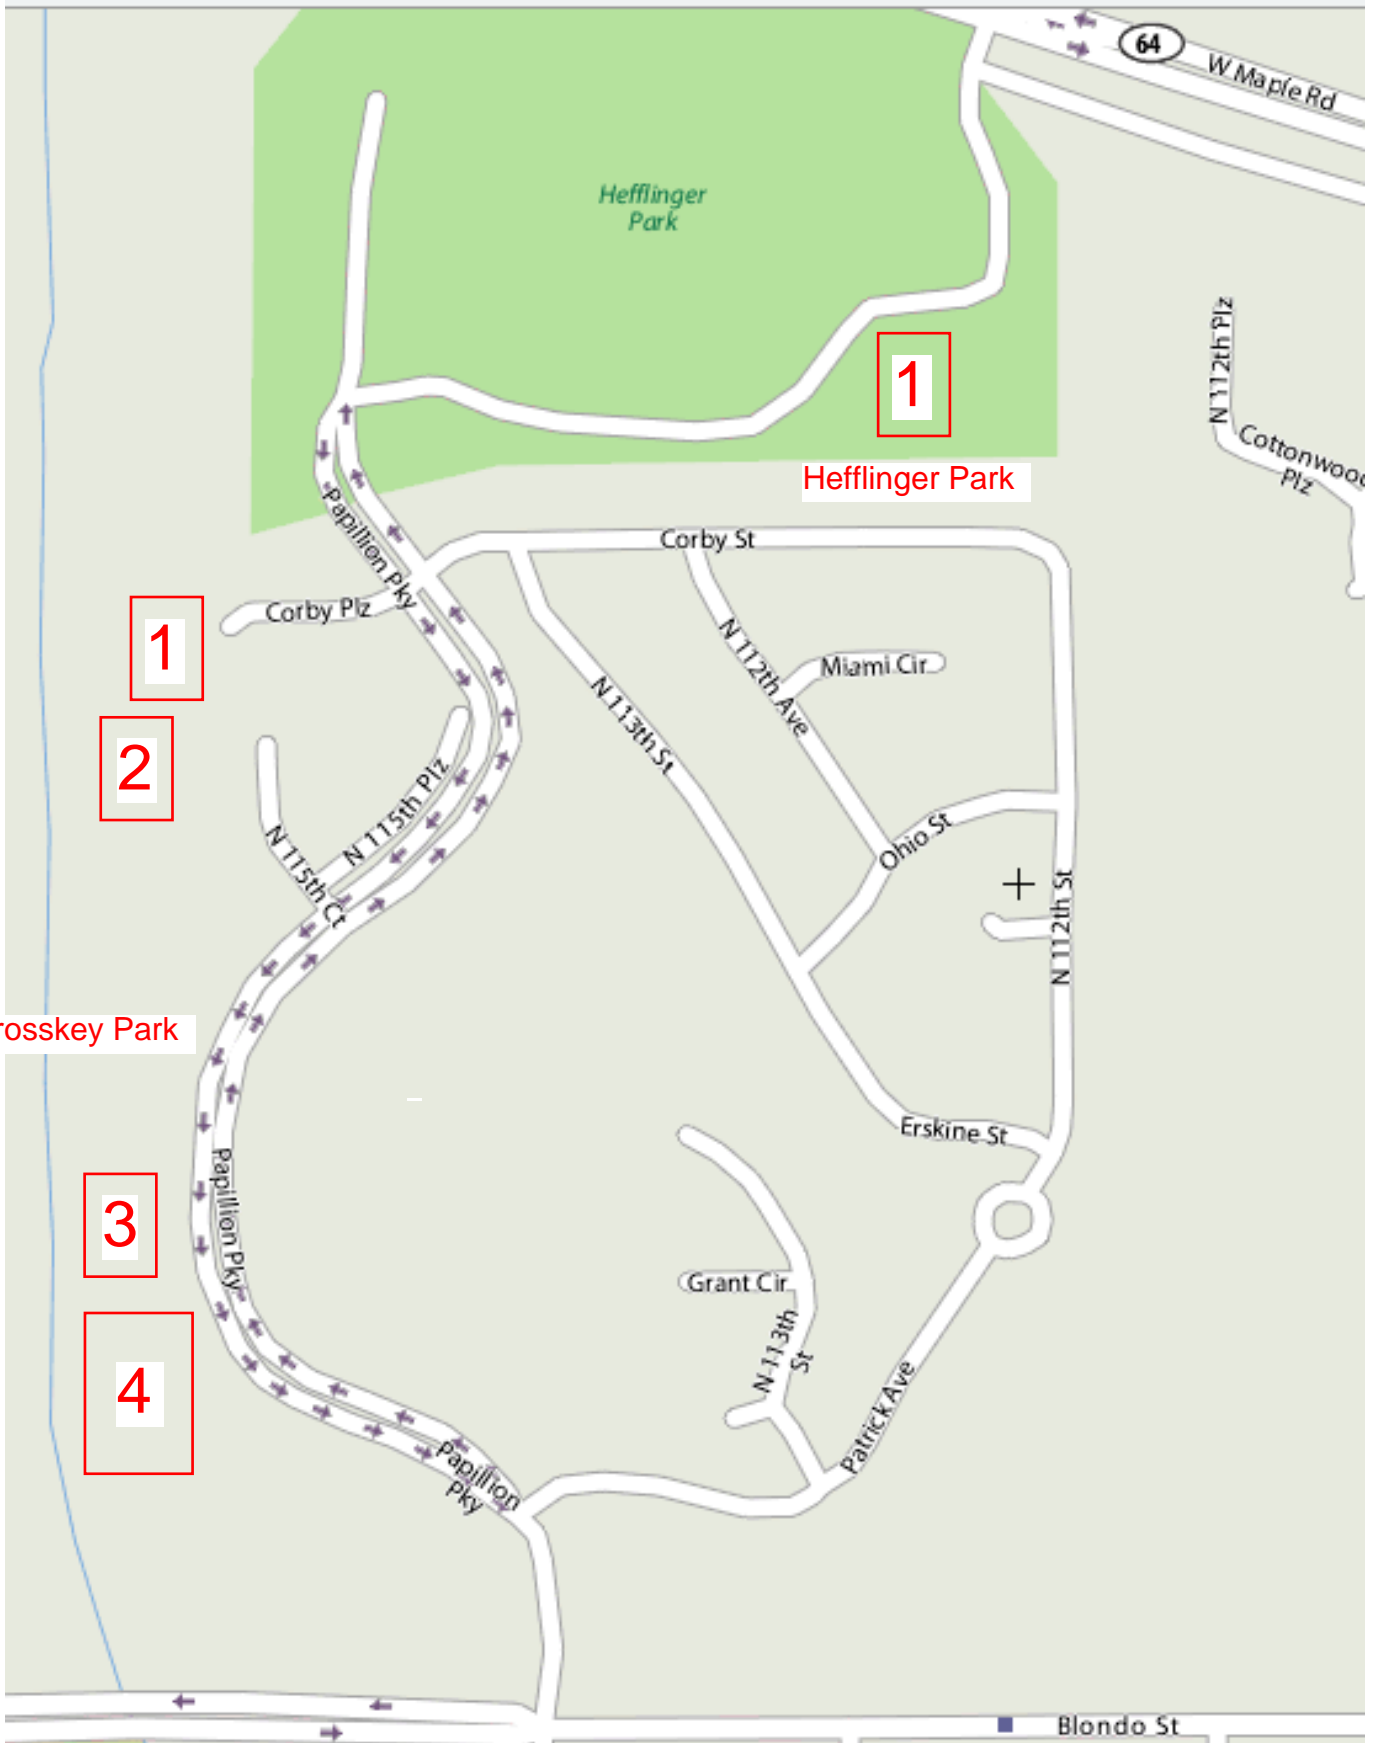 64
W Maple Rd
Hefflinger
Park
N 112th Plz
1
Cottonwood
Plz
Hefflinger Park
Papillion Pky
Corby St
1
Corby Plz
N 112th Ave
Miami Cir
N 113th St
2
N 115th Plz
N 115th Ct
Ohio St
N 112th St
rosskey Park
Erskine St
Papillion Pky
3
Grant Cir
N 113th
St
4
Patrick Ave
Papillion
Pky
Blondo St